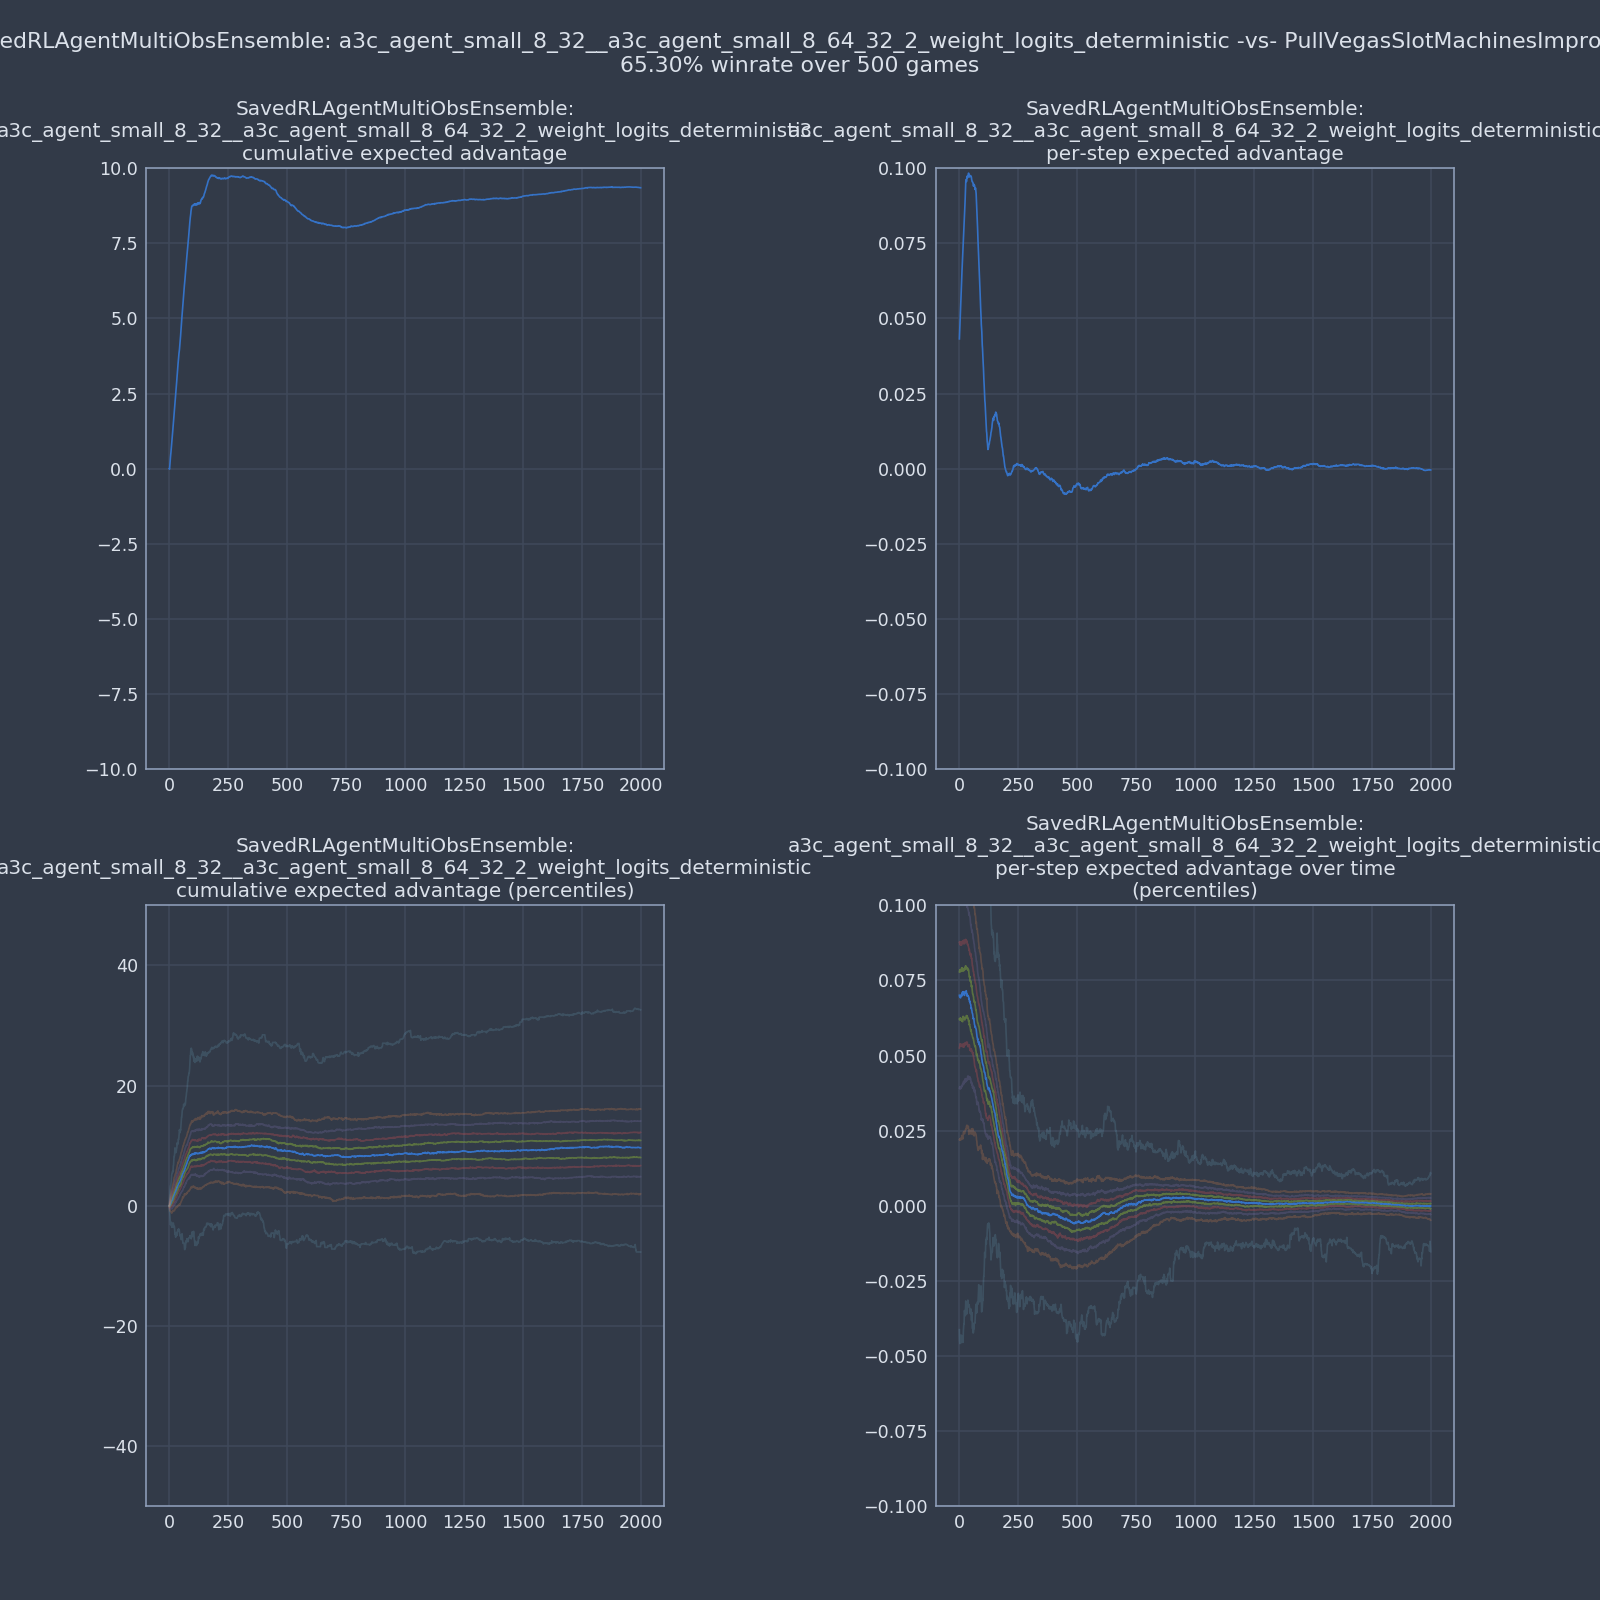 edRLAgentMultiObsEnsemble: a3c_agent_small_8_32__a3c_agent_small_8_64_32_2_weight_logits_deterministic -vs- PullVegasSlotMachinesImpro
65.30% winrate over 500 games
SavedRLAgentMultiObsEnsemble:
a3c_agent_small_8_32__a3c_agent_small_8_64_32_2_weight_logits_deterministic
cumulative expected advantage
10.0
7.5
5.0
2.5
0.0
−2.5
−5.0
−7.5
−10.0
0 250 500 750 1000 1250 1500 1750 2000
SavedRLAgentMultiObsEnsemble:
a3c_agent_small_8_32__a3c_agent_small_8_64_32_2_weight_logits_deterministic
per-step expected advantage
0.100
0.075
0.050
0.025
0.000
−0.025
−0.050
−0.075
−0.100
0 250 500 750 1000 1250 1500 1750 2000
SavedRLAgentMultiObsEnsemble:
a3c_agent_small_8_32__a3c_agent_small_8_64_32_2_weight_logits_deterministic
cumulative expected advantage (percentiles)
40
20
0
−20
−40
0 250 500 750 1000 1250 1500 1750 2000
SavedRLAgentMultiObsEnsemble:
a3c_agent_small_8_32__a3c_agent_small_8_64_32_2_weight_logits_deterministic
per-step expected advantage over time
(percentiles)
0.100
0.075
0.050
0.025
0.000
−0.025
−0.050
−0.075
−0.100
0 250 500 750 1000 1250 1500 1750 2000